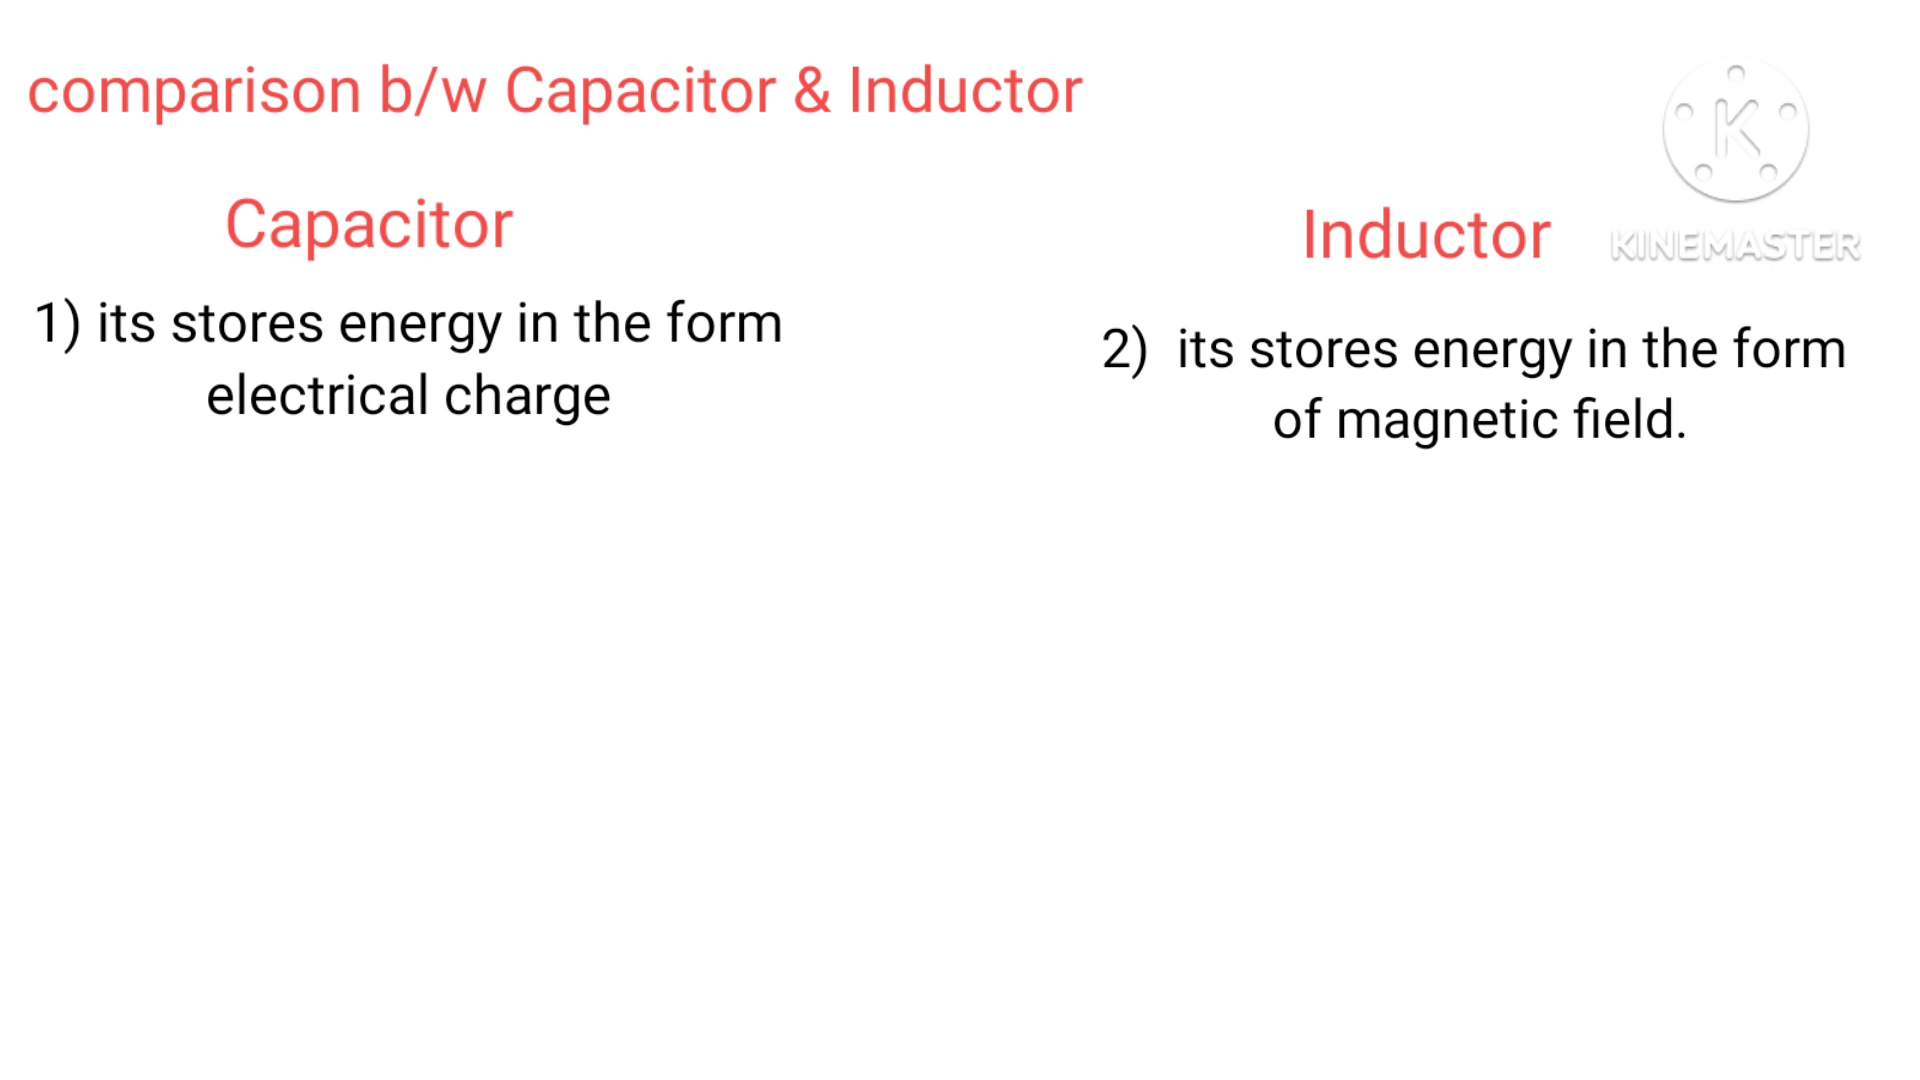 comparison b/w Capacitor & Inductor
Capacitor
1) its stores energy in the form
electrical charge
Inductor
2) its stores energy in the form
of magnetic field.
K
KINEMASTER